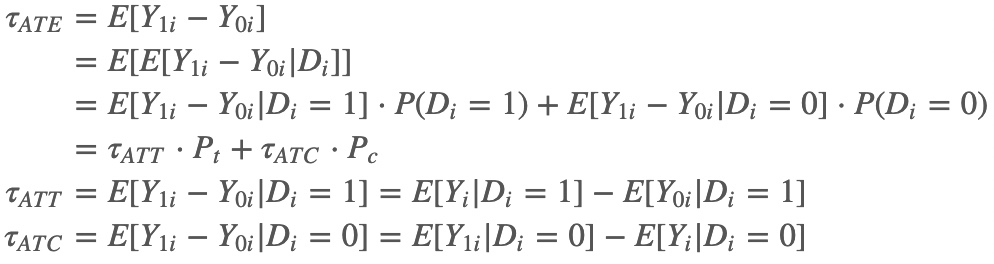 τ_ATE = E[Y_1i − Y_0i]
= E[E[Y_1i − Y_0i|D_i]]
= E[Y_1i − Y_0i|D_i = 1] · P(D_i = 1) + E[Y_1i − Y_0i|D_i = 0] · P(D_i = 0)
= τ_ATT · P_t + τ_ATC · P_c
τ_ATT = E[Y_1i − Y_0i|D_i = 1] = E[Y_i|D_i = 1] − E[Y_0i|D_i = 1]
τ_ATC = E[Y_1i − Y_0i|D_i = 0] = E[Y_1i|D_i = 0] − E[Y_i|D_i = 0]